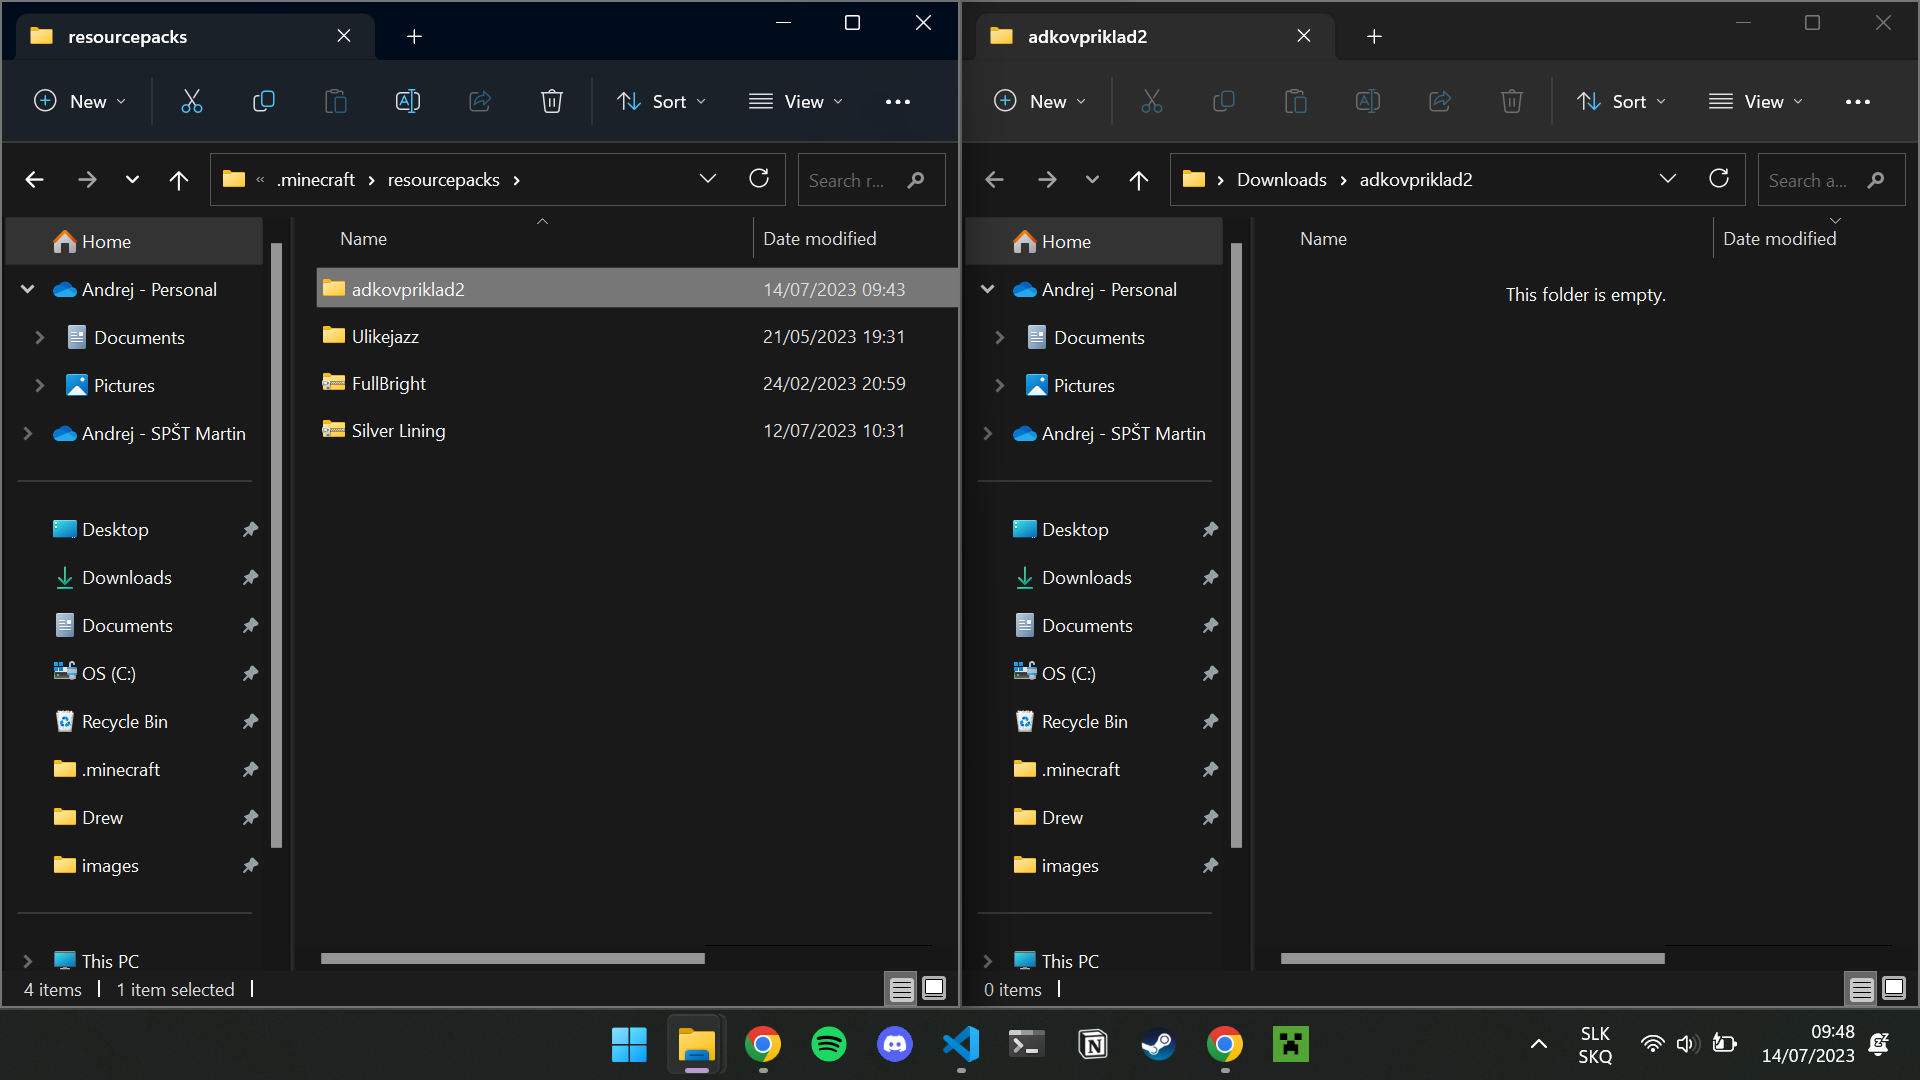 resourcepacks
New
Sort
View
.minecraft
resourcepacks
Search r...
Home
Andrej - Personal
Documents
Pictures
Andrej - SPŠT Martin
Desktop
Downloads
Documents
OS (C:)
Recycle Bin
.minecraft
Drew
images
This PC
Name
Date modified
adkovpriklad2 14/07/2023 09:43
Ulikejazz 21/05/2023 19:31
FullBright 24/02/2023 20:59
Silver Lining 12/07/2023 10:31
4 items
1 item selected
adkovpriklad2
New
Sort
View
Downloads
adkovpriklad2
Search a...
Home
Andrej - Personal
Documents
Pictures
Andrej - SPŠT Martin
Desktop
Downloads
Documents
OS (C:)
Recycle Bin
.minecraft
Drew
images
This PC
Name
Date modified
This folder is empty.
0 items
SLK
SKQ
09:48
14/07/2023